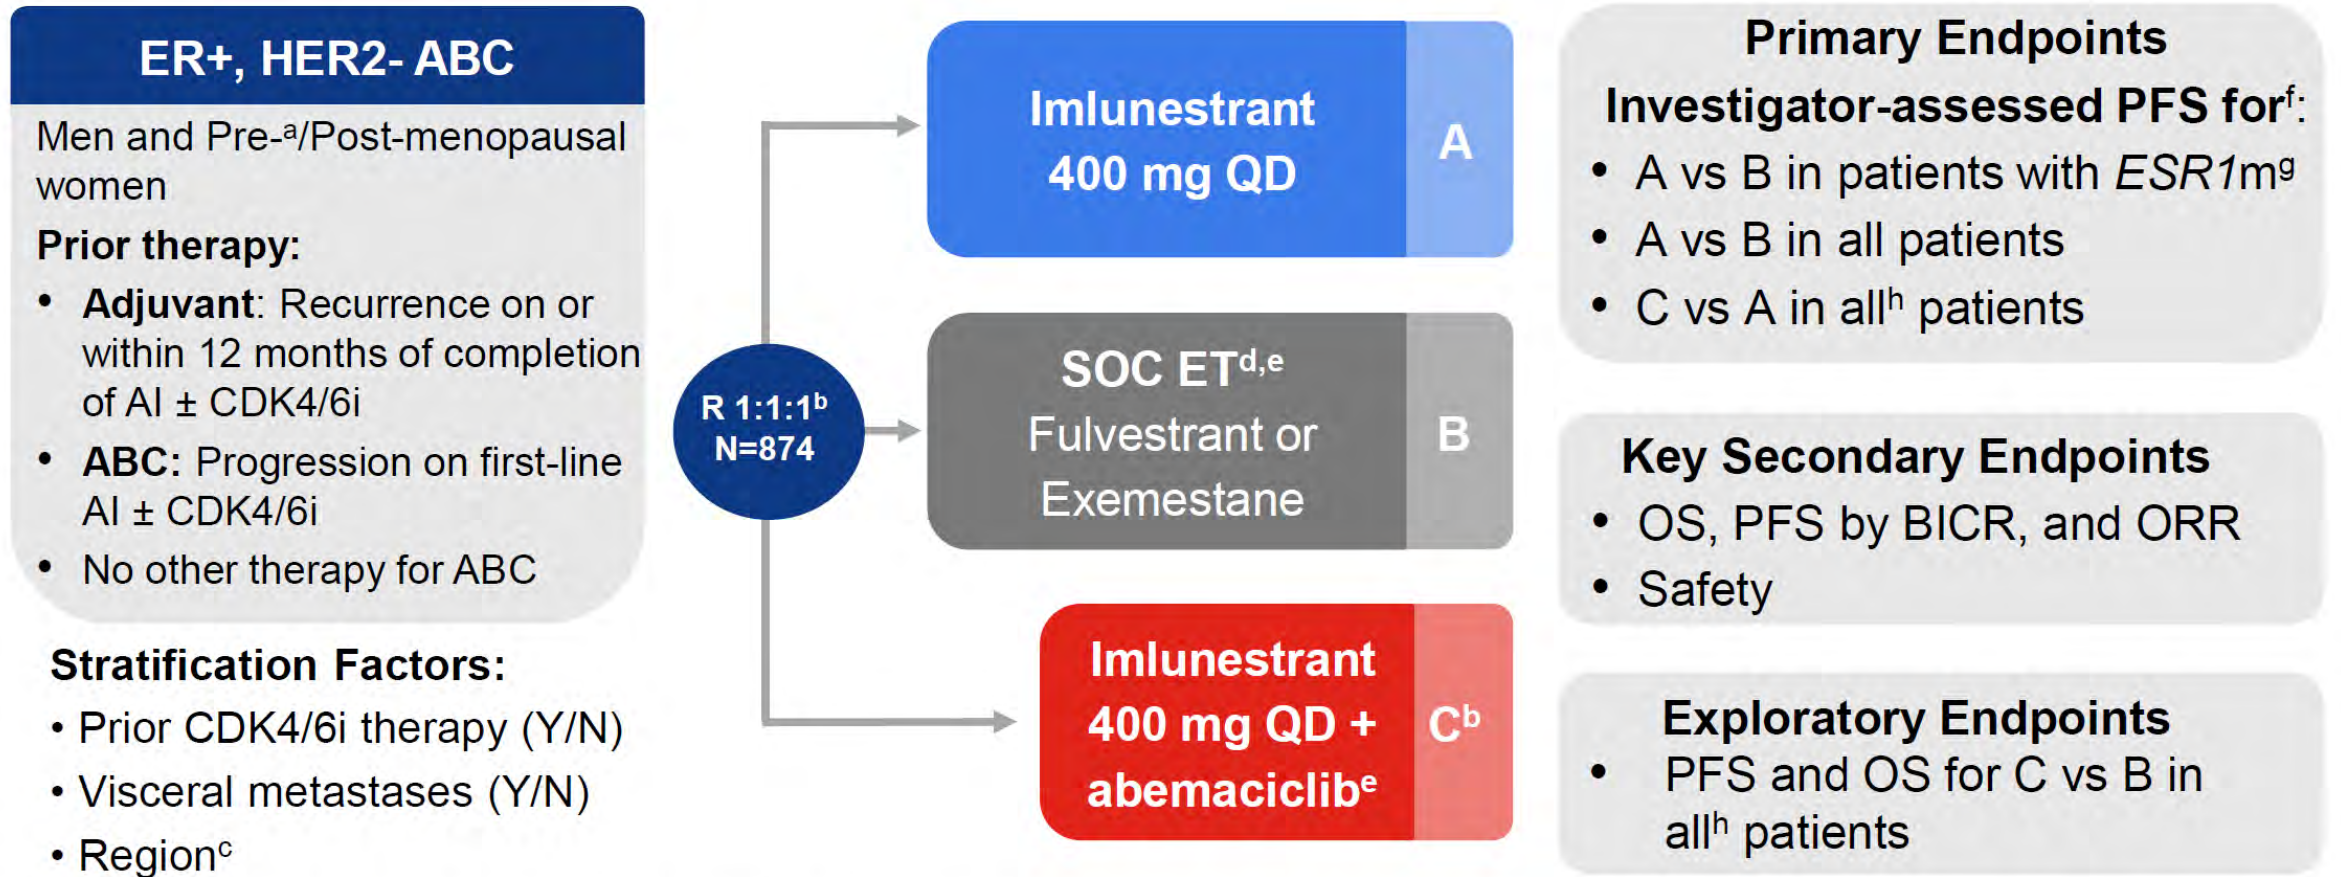 ER+, HER2- ABC
Men and Pre-ᵃ/Post-menopausal
women
Prior therapy:
• Adjuvant: Recurrence on or
within 12 months of completion
of AI ± CDK4/6i
• ABC: Progression on first-line
AI ± CDK4/6i
• No other therapy for ABC
Stratification Factors:
• Prior CDK4/6i therapy (Y/N)
• Visceral metastases (Y/N)
• Regionᶜ
R 1:1:1ᵇ
N=874
Imlunestrant
400 mg QD
A
SOC ETᵈ,ᵉ
Fulvestrant or
Exemestane
B
Imlunestrant
400 mg QD +
abemaciclibᵉ
Cᵇ
Primary Endpoints
Investigator-assessed PFS forᶠ:
• A vs B in patients with ESR1mᵍ
• A vs B in all patients
• C vs A in allʰ patients
Key Secondary Endpoints
• OS, PFS by BICR, and ORR
• Safety
Exploratory Endpoints
• PFS and OS for C vs B in
allʰ patients